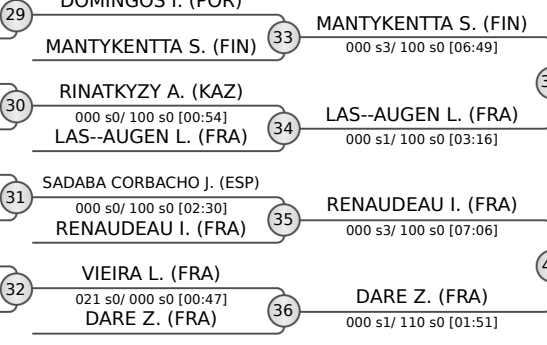 29
DOMINGOS I. (POR)
MANTYKENTTA S. (FIN)
33
MANTYKENTTA S. (FIN)
000 s3/ 100 s0 [06:49]
30
RINATKYZY A. (KAZ)
000 s0/ 100 s0 [00:54]
LAS--AUGEN L. (FRA)
34
LAS--AUGEN L. (FRA)
000 s1/ 100 s0 [03:16]
31
SADABA CORBACHO J. (ESP)
000 s0/ 100 s0 [02:30]
RENAUDEAU I. (FRA)
35
RENAUDEAU I. (FRA)
000 s3/ 100 s0 [07:06]
32
VIEIRA L. (FRA)
021 s0/ 000 s0 [00:47]
DARE Z. (FRA)
36
DARE Z. (FRA)
000 s1/ 110 s0 [01:51]